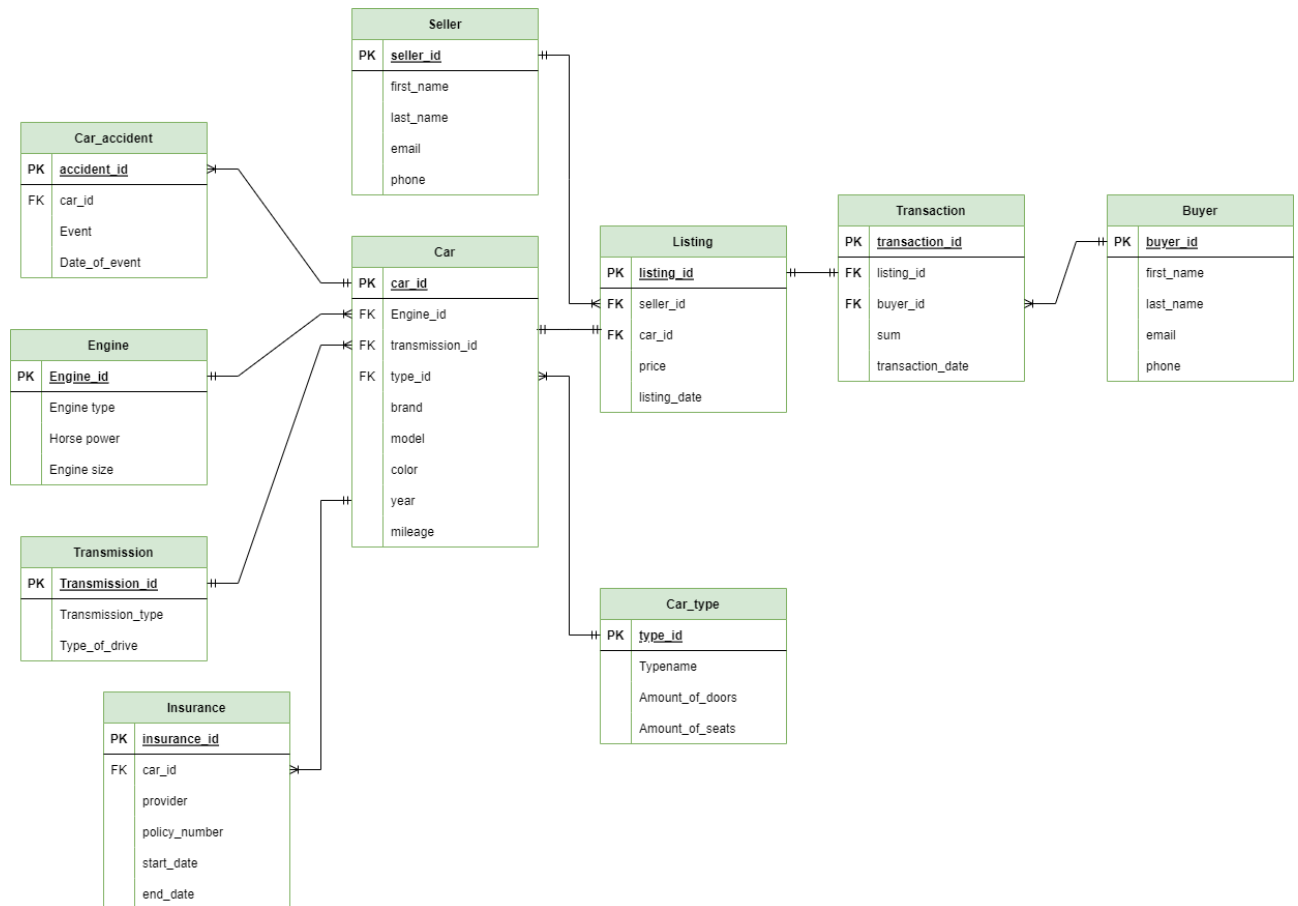 Seller
PK seller_id
first_name
last_name
email
phone
Car_accident
PK accident_id
FK car_id
Event
Date_of_event
Car
PK car_id
FK Engine_id
FK transmission_id
FK type_id
brand
model
color
year
mileage
Listing
PK listing_id
FK seller_id
FK car_id
price
listing_date
Transaction
PK transaction_id
FK listing_id
FK buyer_id
sum
transaction_date
Buyer
PK buyer_id
first_name
last_name
email
phone
Engine
PK Engine_id
Engine type
Horse power
Engine size
Transmission
PK Transmission_id
Transmission_type
Type_of_drive
Car_type
PK type_id
Typename
Amount_of_doors
Amount_of_seats
Insurance
PK insurance_id
FK car_id
provider
policy_number
start_date
end_date